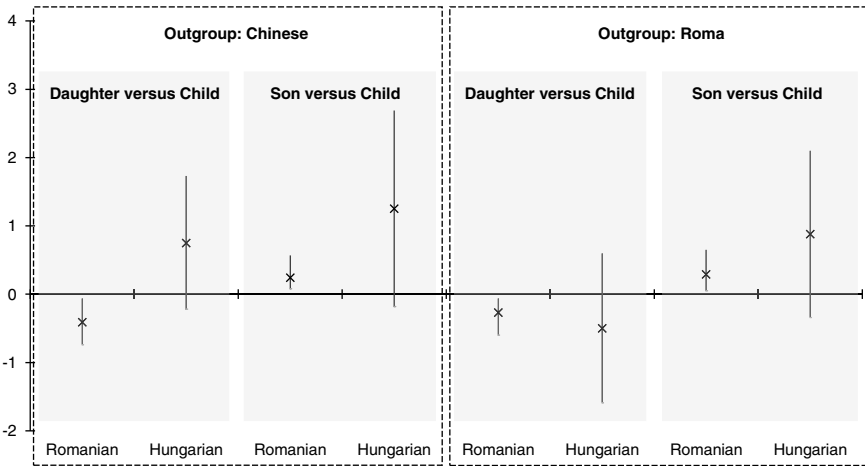 4
3
2
1
0
-1
-2
Outgroup: Chinese
Daughter versus Child
Son versus Child
Romanian
Hungarian
Romanian
Hungarian
Outgroup: Roma
Daughter versus Child
Son versus Child
Romanian
Hungarian
Romanian
Hungarian